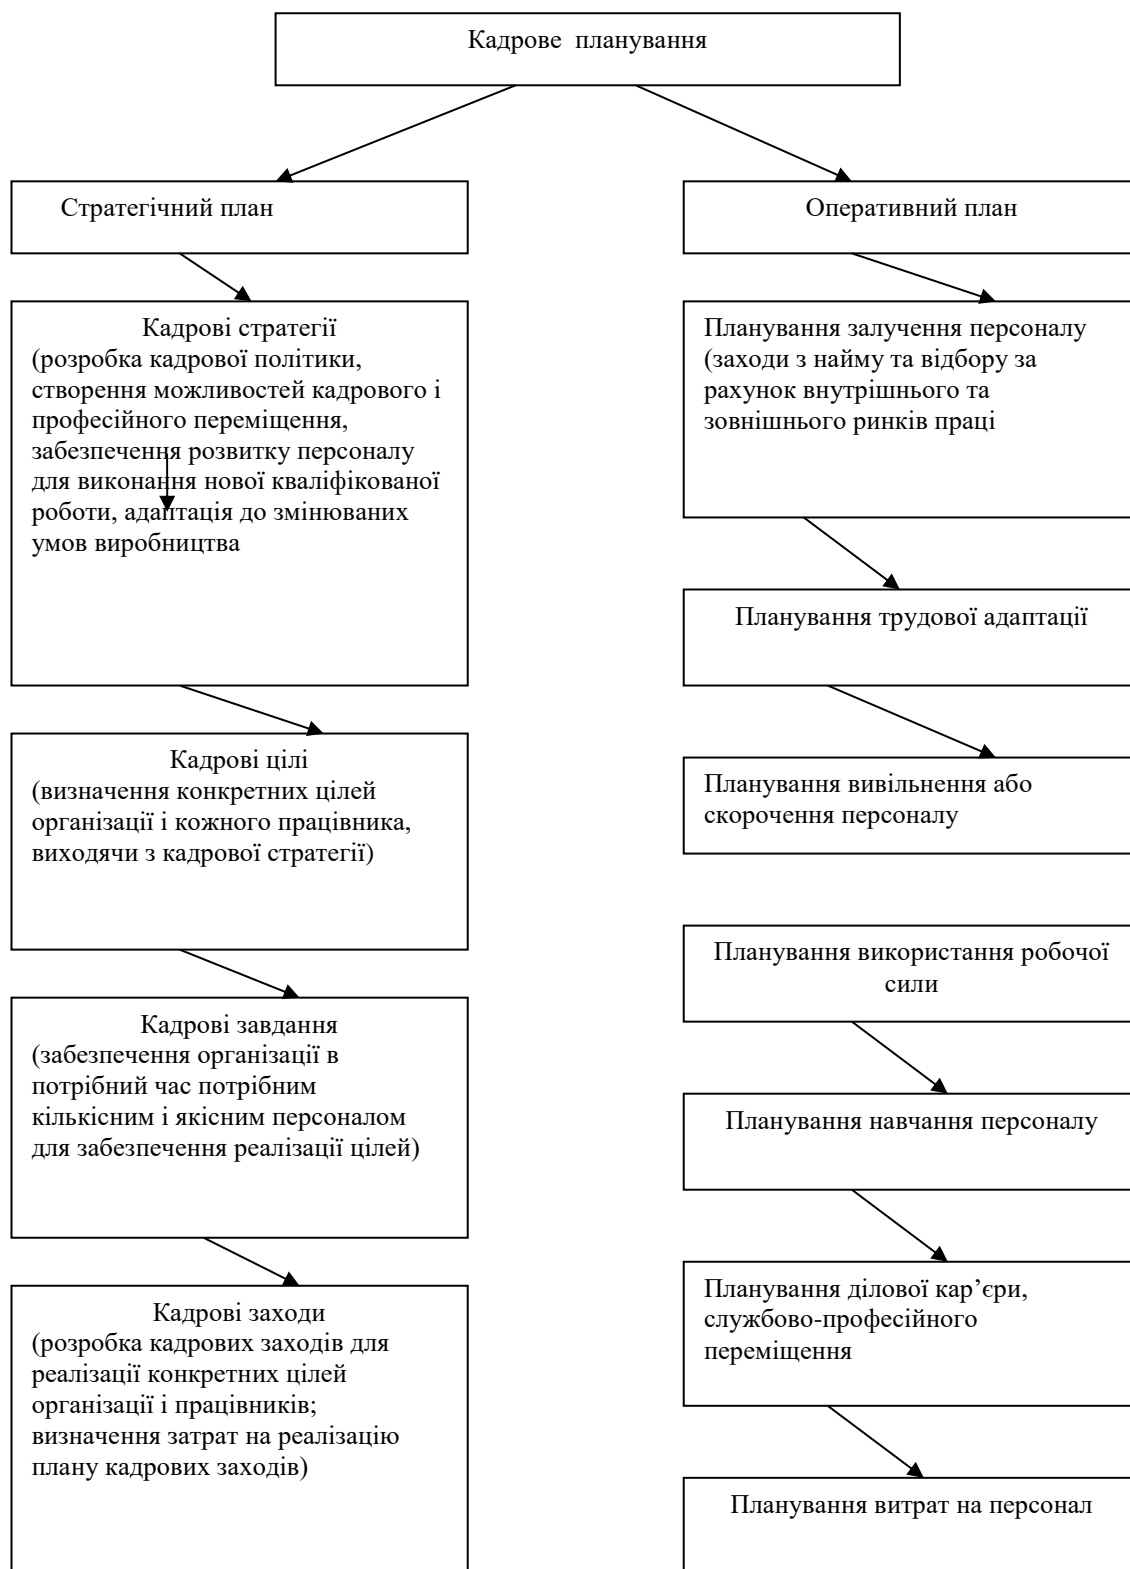 Кадрове планування
Стратегічний план
Кадрові стратегії
(розробка кадрової політики,
створення можливостей кадрового і
професійного переміщення,
забезпечення розвитку персоналу
для виконання нової кваліфікованої
роботи, адаптація до змінюваних
умов виробництва
Кадрові цілі
(визначення конкретних цілей
організації і кожного працівника,
виходячи з кадрової стратегії)
Кадрові завдання
(забезпечення організації в
потрібний час потрібним
кількісним і якісним персоналом
для забезпечення реалізації цілей)
Кадрові заходи
(розробка кадрових заходів для
реалізації конкретних цілей
організації і працівників;
визначення затрат на реалізацію
плану кадрових заходів)
Оперативний план
Планування залучення персоналу
(заходи з найму та відбору за
рахунок внутрішнього та
зовнішнього ринків праці
Планування трудової адаптації
Планування вивільнення або
скорочення персоналу
Планування використання робочої
сили
Планування навчання персоналу
Планування ділової кар’єри,
службово-професійного
переміщення
Планування витрат на персонал